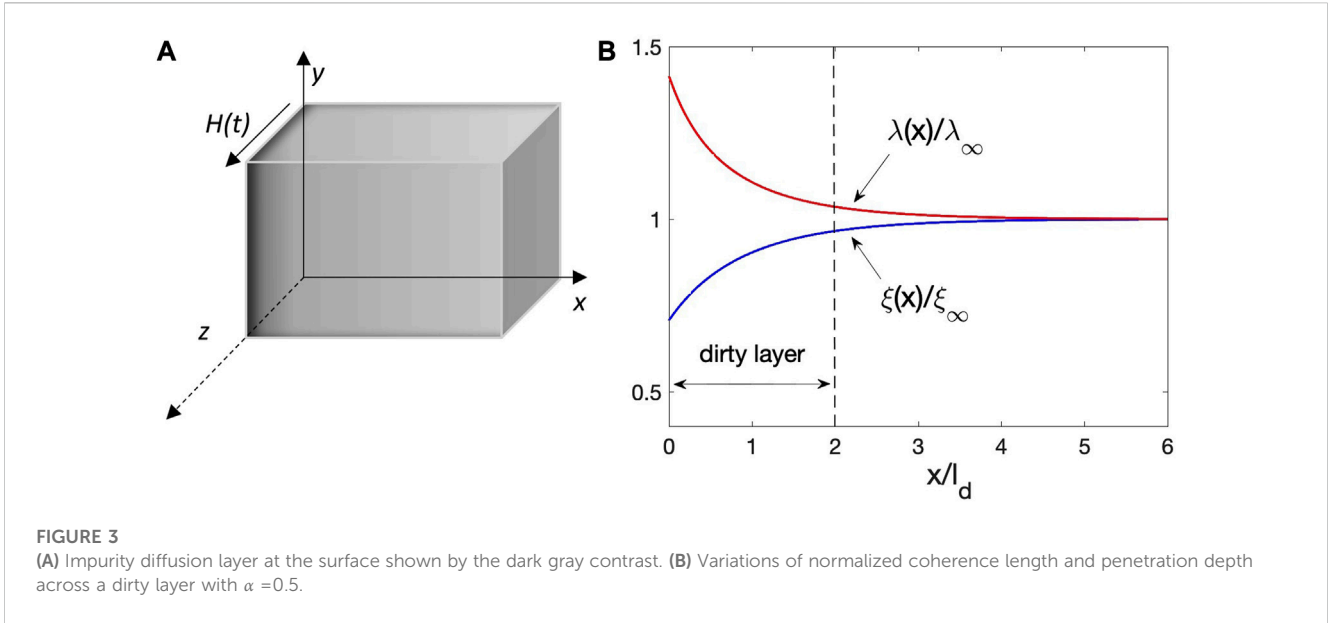 A
y
H(t)
x
z
B
1.5
1
0.5
λ(x)/λ∞
ξ(x)/ξ∞
dirty layer
0 1 2 3 4 5 6
x/l_d
FIGURE 3
(A) Impurity diffusion layer at the surface shown by the dark gray contrast. (B) Variations of normalized coherence length and penetration depth
across a dirty layer with α =0.5.